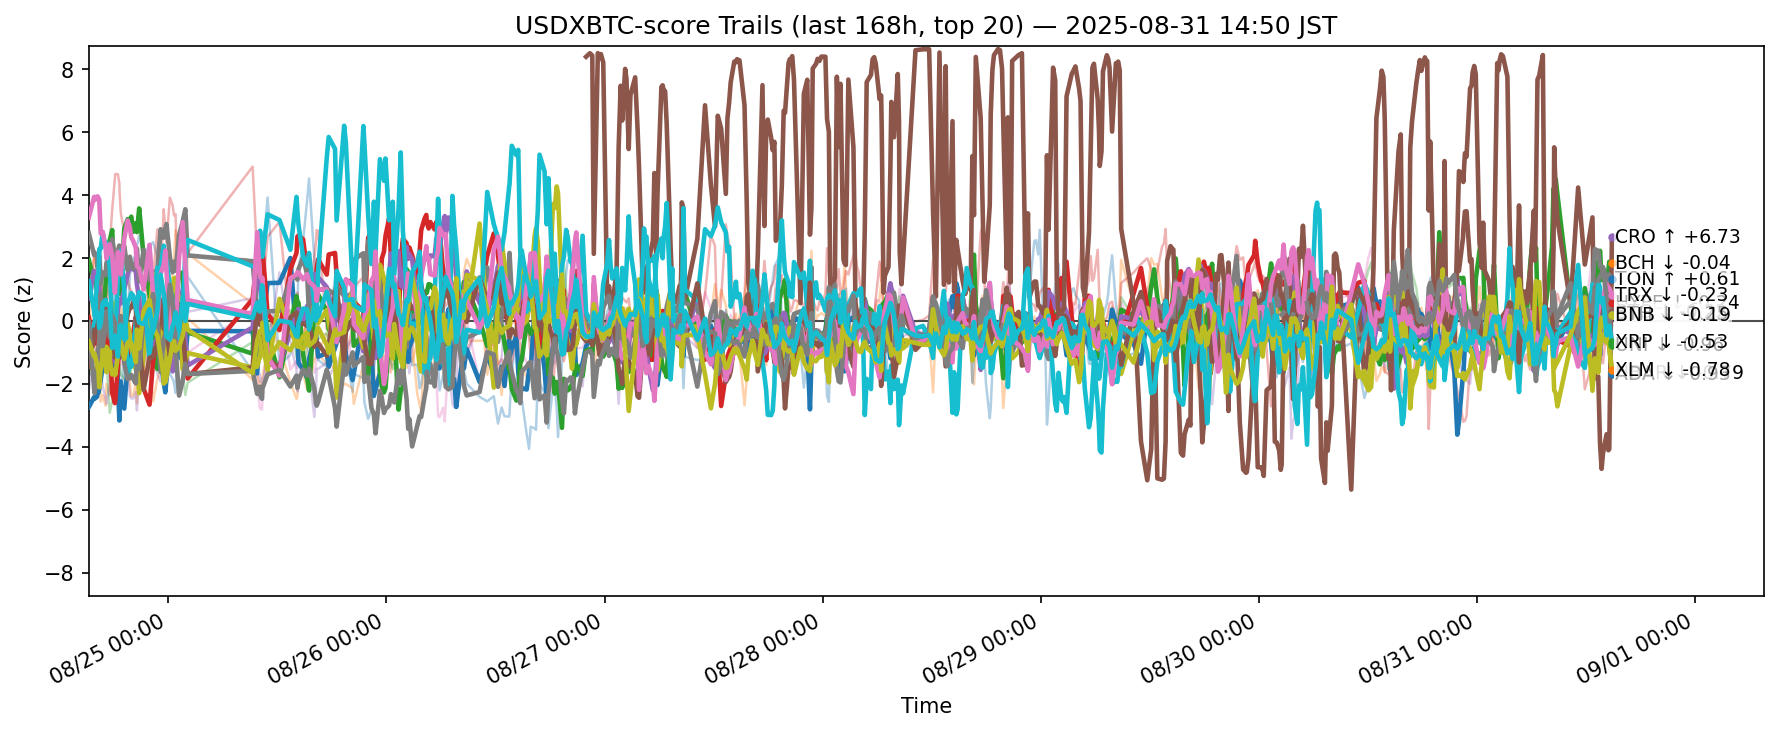 USDXBTC-score Trails (last 168h, top 20) — 2025-08-31 14:50 JST
Score (z)
8
6
4
2
0
−2
−4
−6
−8
CRO ↑ +6.73
BCH ↓ -0.04
TON ↑ +0.61
TRX ↓ -0.23
BNB ↓ -0.19
XRP ↓ -0.53
XLM ↓ -0.78
08/25 00:00
08/26 00:00
08/27 00:00
08/28 00:00
08/29 00:00
08/30 00:00
08/31 00:00
09/01 00:00
Time